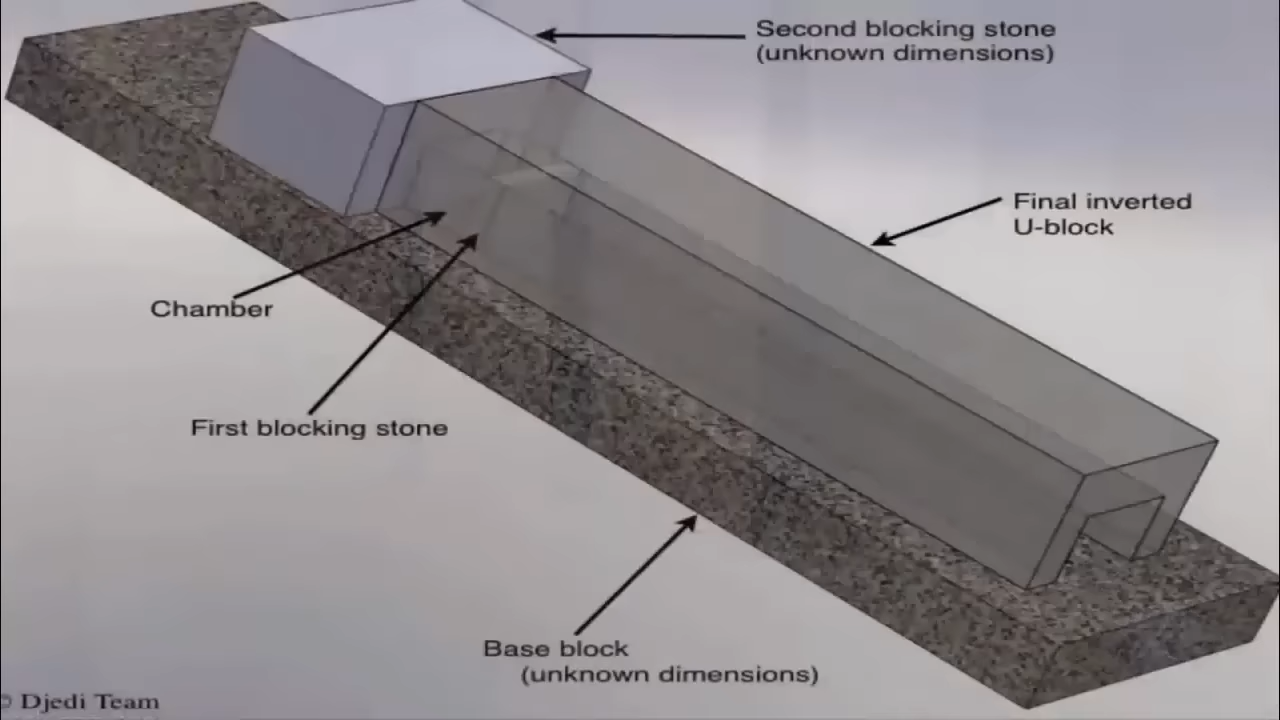 Second blocking stone
(unknown dimensions)
Final inverted
U-block
Chamber
First blocking stone
Base block
(unknown dimensions)
© Djedi Team